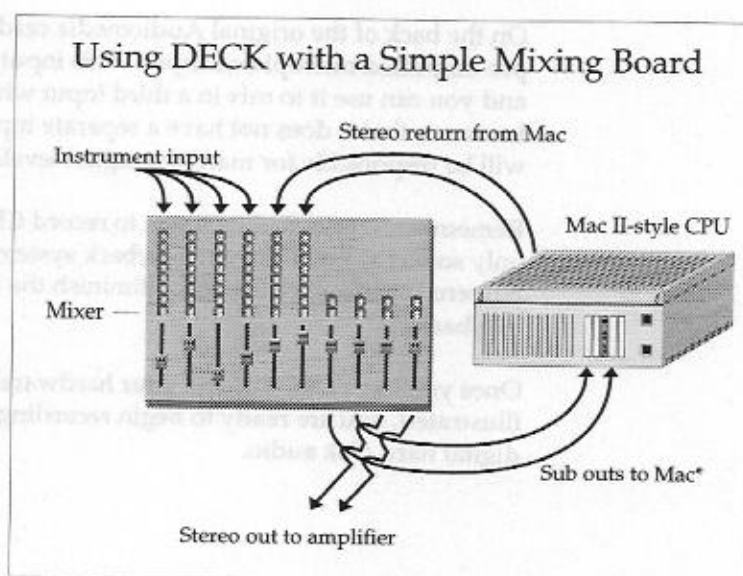 Using DECK with a Simple Mixing Board
Stereo return from Mac
Instrument input
Mac II-style CPU
Mixer
Sub outs to Mac*
Stereo out to amplifier